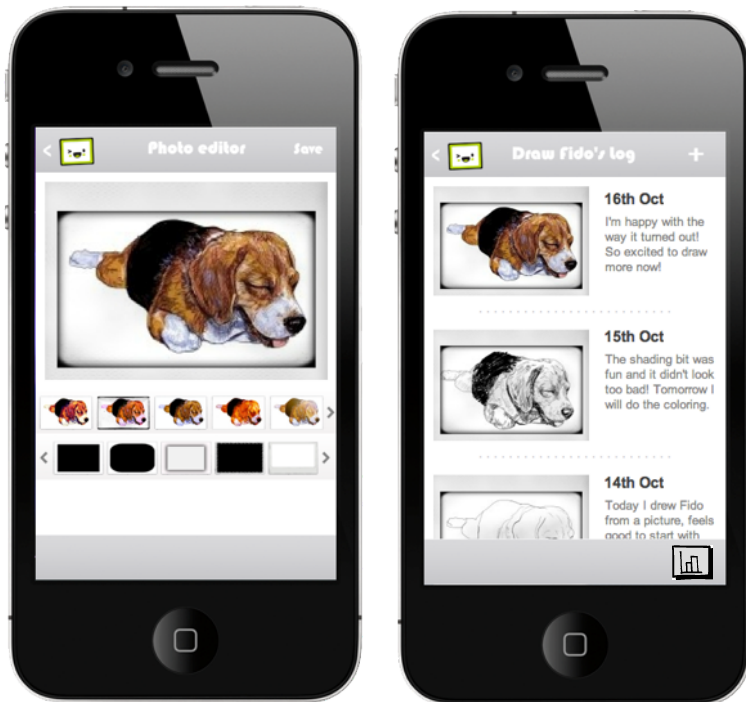 Photo editor
Save
Draw Fido's Log
+
16th Oct
I'm happy with the
way it turned out!
So excited to draw
more now!
15th Oct
The shading bit was
fun and it didn't look
too bad! Tomorrow I
will do the coloring.
14th Oct
Today I drew Fido
from a picture, feels
good to start with